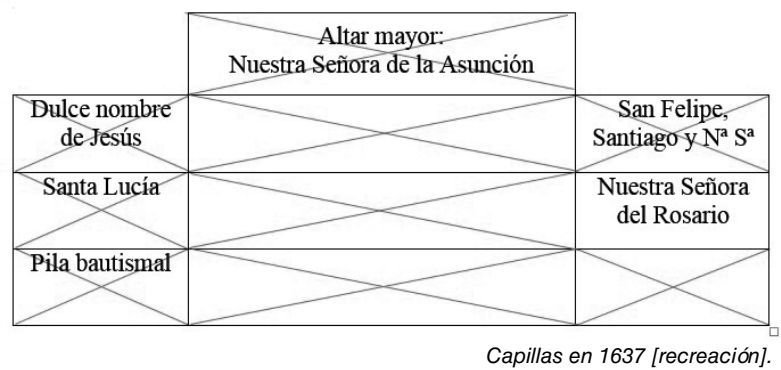 Altar mayor:
Nuestra Señora de la Asunción
Dulce nombre
de Jesús
San Felipe,
Santiago y Nª Sª
Santa Lucía
Nuestra Señora
del Rosario
Pila bautismal
Capillas en 1637 [recreación].